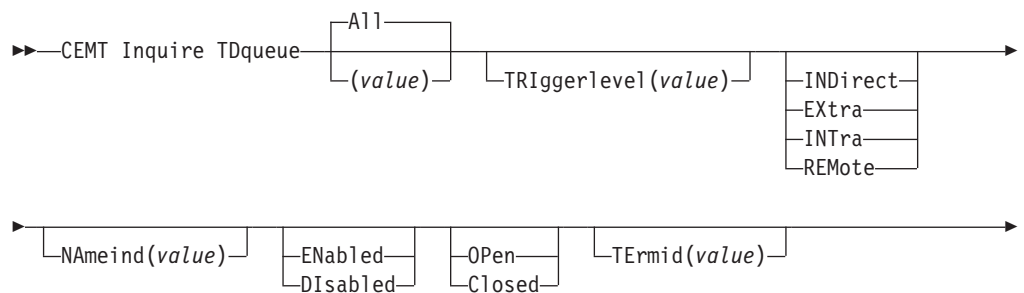 All
CEMT Inquire TDqueue
(value)
TRIggerlevel(value)
INDirect
EXtra
INTra
REMote
NAmeind(value)
ENabled
DIsabled
OPen
Closed
TErmid(value)